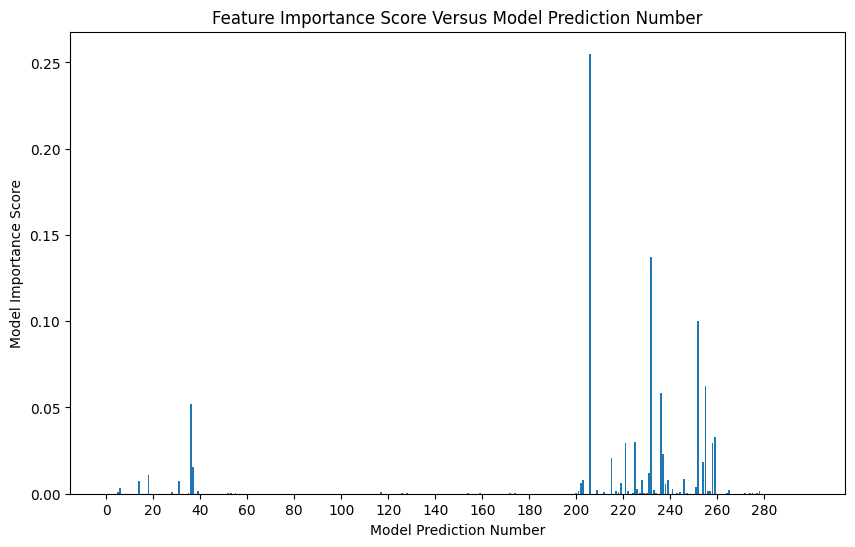 Feature Importance Score Versus Model Prediction Number
Model Importance Score
0.25
0.20
0.15
0.10
0.05
0.00
0 20 40 60 80 100 120 140 160 180 200 220 240 260 280
Model Prediction Number